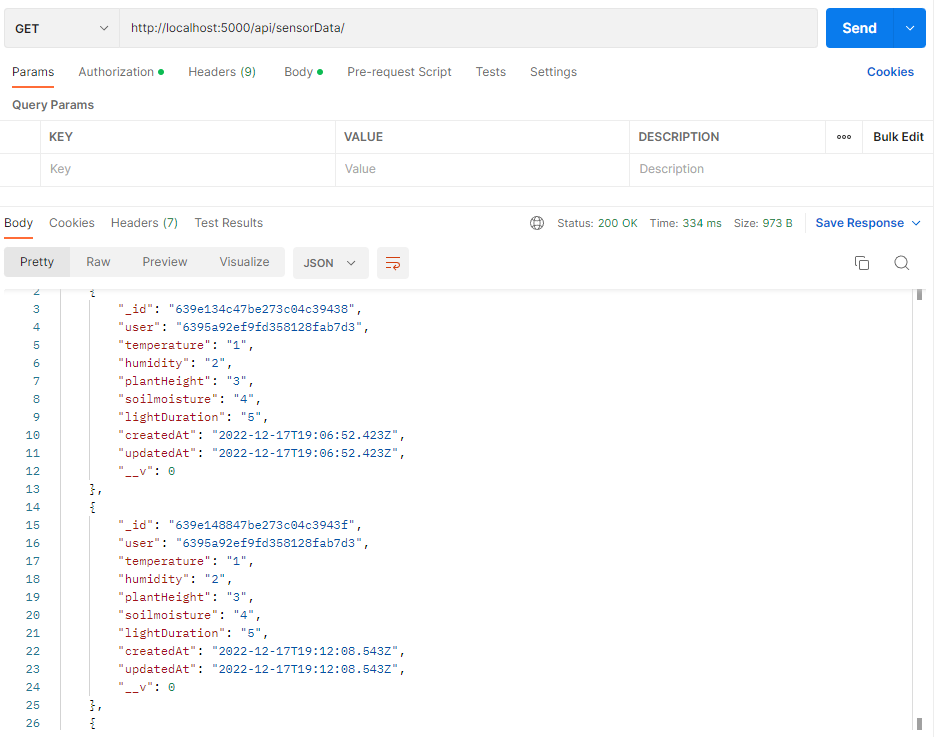 GET http://localhost:5000/api/sensorData/ Send
Params Authorization Headers (9) Body Pre-request Script Tests Settings Cookies
Query Params
KEY VALUE DESCRIPTION ooo Bulk Edit
Key Value Description
Body Cookies Headers (7) Test Results Status: 200 OK Time: 334 ms Size: 973 B Save Response
Pretty Raw Preview Visualize JSON
2 {
3 "_id": "639e134c47be273c04c39438",
4 "user": "6395a92ef9fd358128fab7d3",
5 "temperature": "1",
6 "humidity": "2",
7 "plantHeight": "3",
8 "soilmoisture": "4",
9 "lightDuration": "5",
10 "createdAt": "2022-12-17T19:06:52.423Z",
11 "updatedAt": "2022-12-17T19:06:52.423Z",
12 "__v": 0
13 },
14 {
15 "_id": "639e148847be273c04c3943f",
16 "user": "6395a92ef9fd358128fab7d3",
17 "temperature": "1",
18 "humidity": "2",
19 "plantHeight": "3",
20 "soilmoisture": "4",
21 "lightDuration": "5",
22 "createdAt": "2022-12-17T19:12:08.543Z",
23 "updatedAt": "2022-12-17T19:12:08.543Z",
24 "__v": 0
25 },
26 {